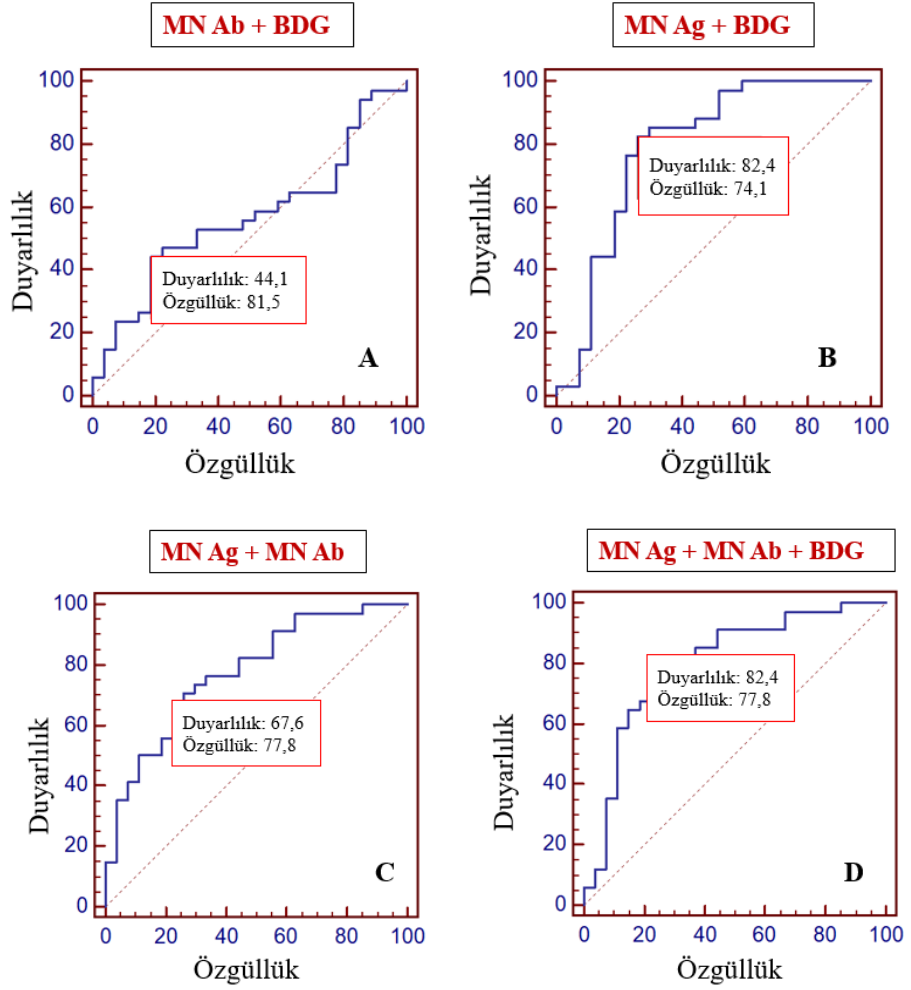 MN Ab + BDG
100
80
60
40
20
0
Duyarlılık
Duyarlılık: 44,1
Özgüllük: 81,5
A
0 20 40 60 80 100
Özgüllük
MN Ag + BDG
100
80
60
40
20
0
Duyarlılık
Duyarlılık: 82,4
Özgüllük: 74,1
B
0 20 40 60 80 100
Özgüllük
MN Ag + MN Ab
100
80
60
40
20
0
Duyarlılık
Duyarlılık: 67,6
Özgüllük: 77,8
C
0 20 40 60 80 100
Özgüllük
MN Ag + MN Ab + BDG
100
80
60
40
20
0
Duyarlılık
Duyarlılık: 82,4
Özgüllük: 77,8
D
0 20 40 60 80 100
Özgüllük